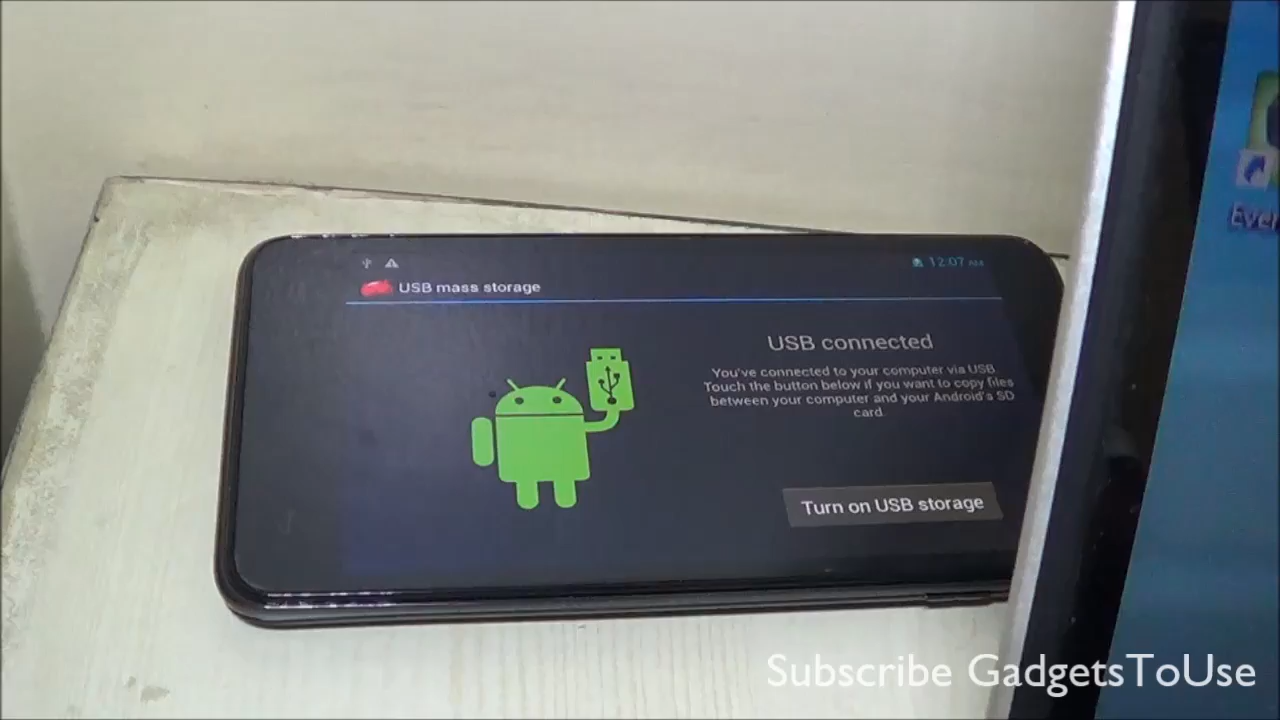 12:07 AM
USB mass storage
USB connected
You've connected to your computer via USB.
Touch the button below if you want to copy files
between your computer and your Android's SD
card.
Turn on USB storage
Subscribe GadgetsToUse